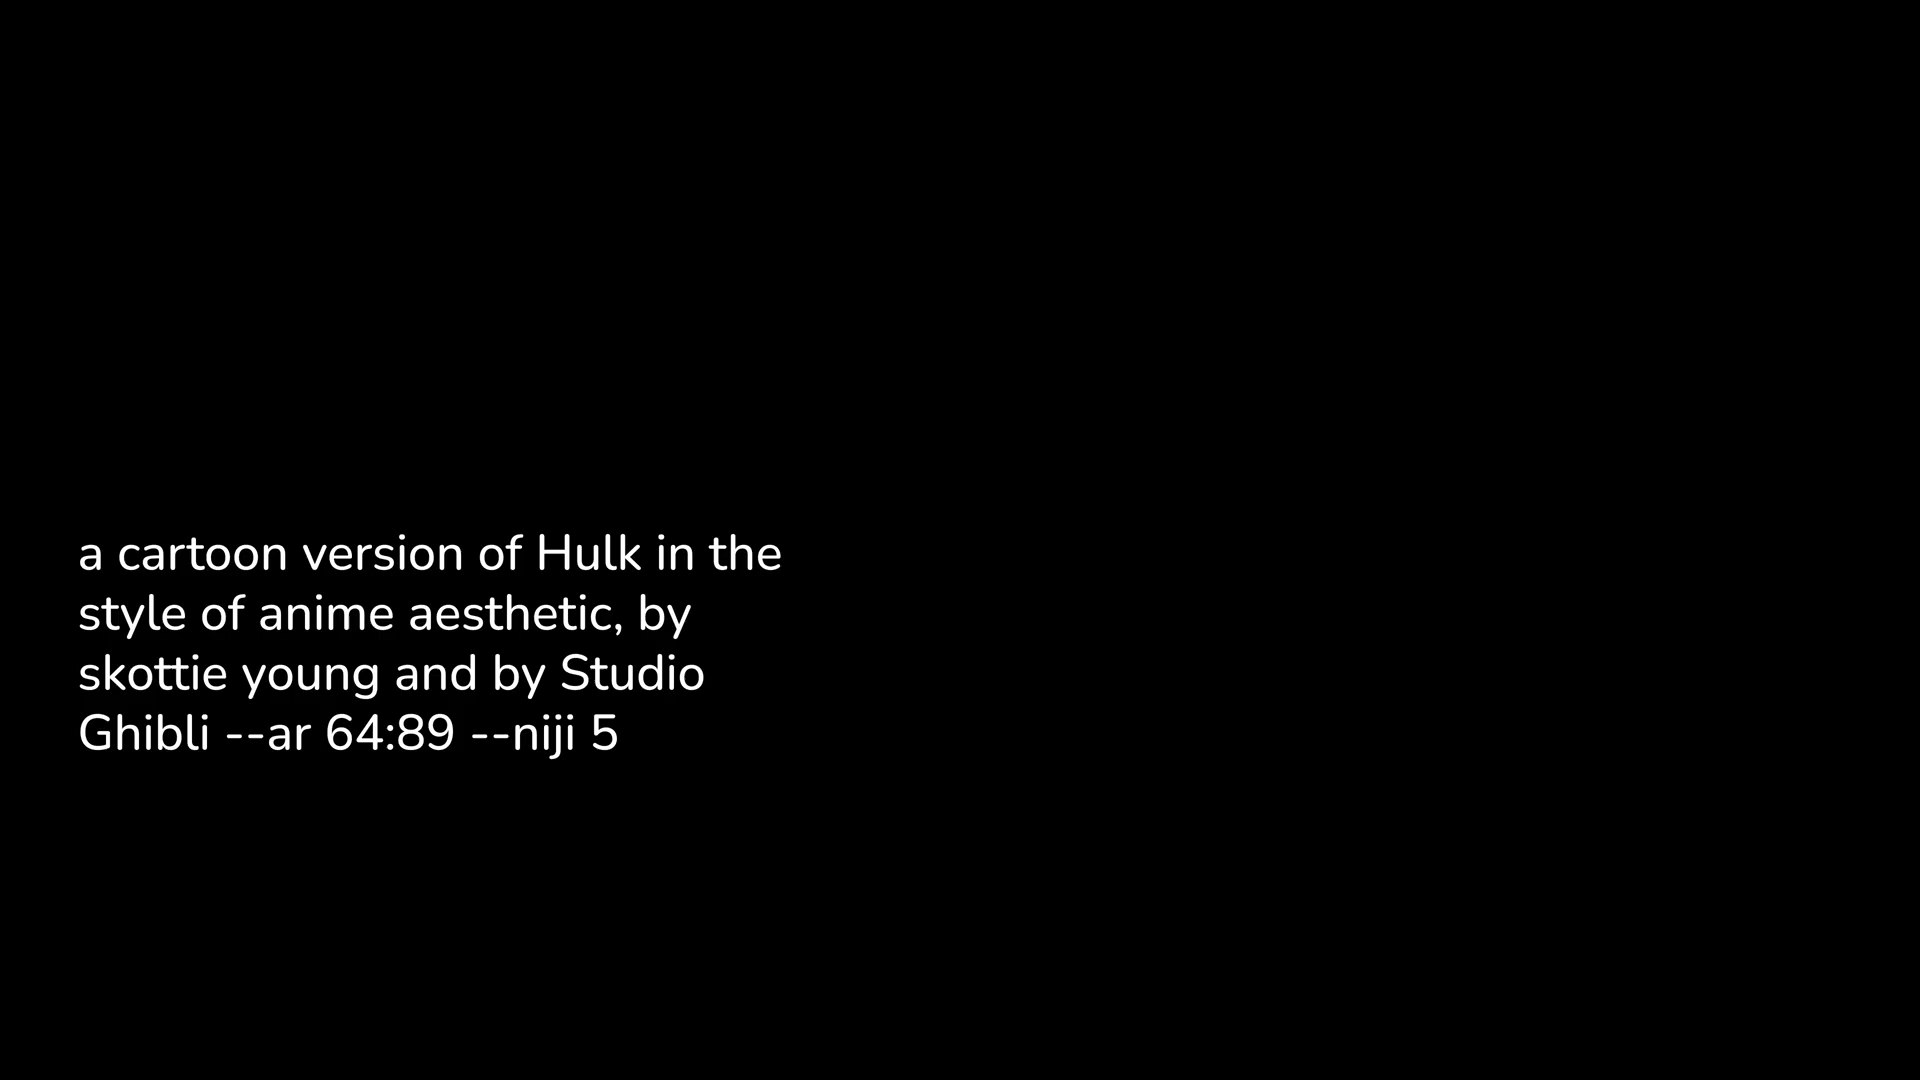 a cartoon version of Hulk in the
style of anime aesthetic, by
skottie young and by Studio
Ghibli --ar 64:89 --niji 5